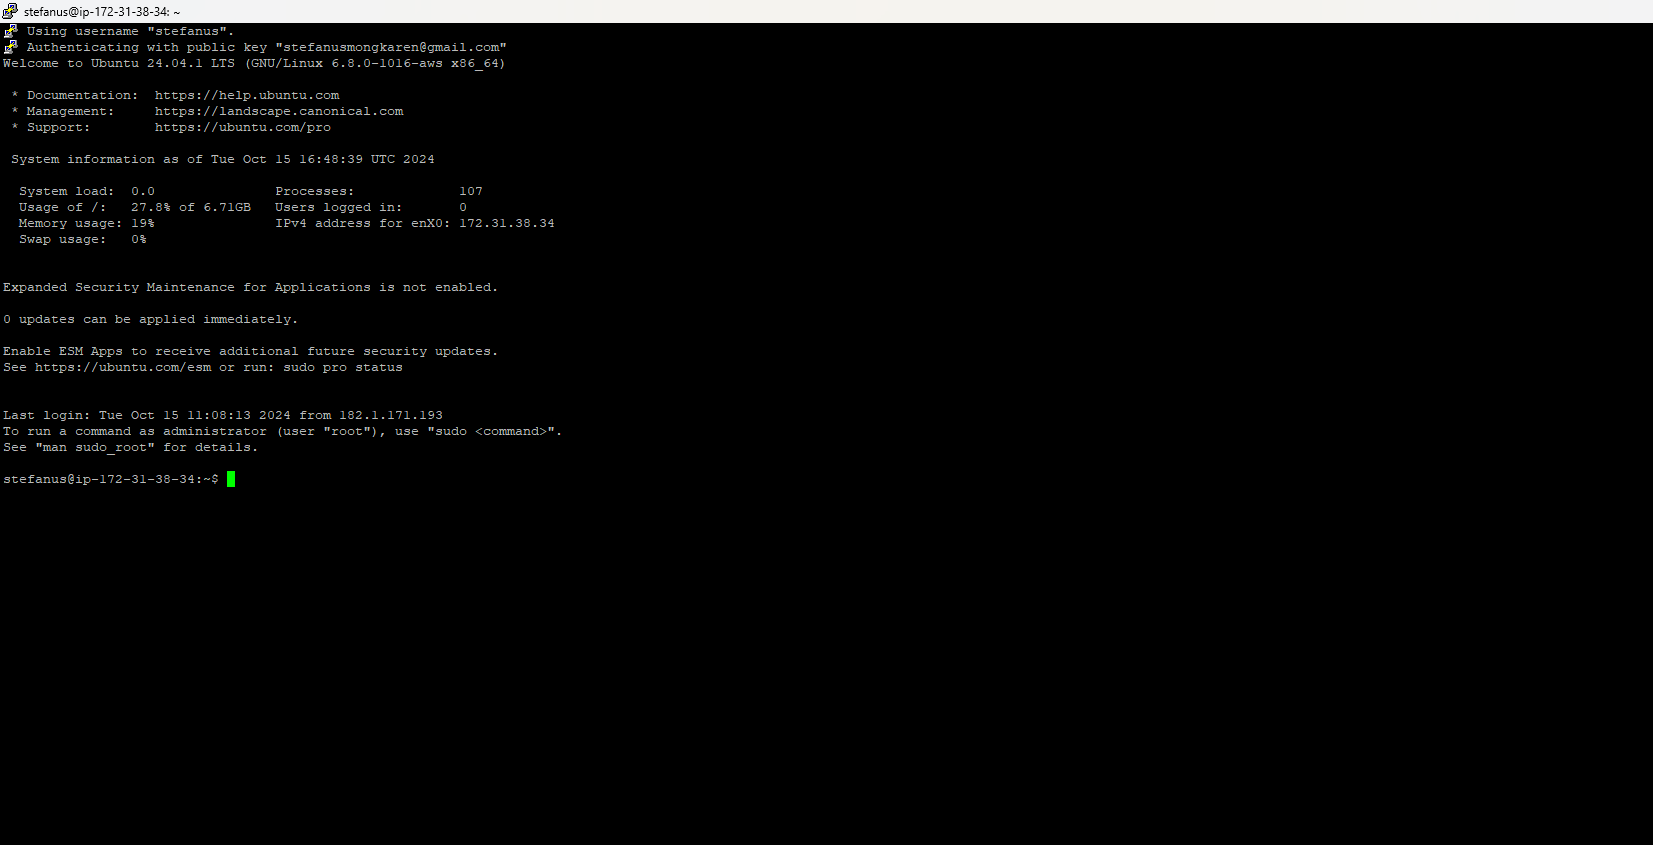 stefanus@ip-172-31-38-34: ~
Using username "stefanus".
Authenticating with public key "stefanusmongkaren@gmail.com"
Welcome to Ubuntu 24.04.1 LTS (GNU/Linux 6.8.0-1016-aws x86_64)
* Documentation:  https://help.ubuntu.com
* Management:     https://landscape.canonical.com
* Support:        https://ubuntu.com/pro
System information as of Tue Oct 15 16:48:39 UTC 2024
System load:  0.0               Processes:             107
Usage of /:   27.8% of 6.71GB   Users logged in:       0
Memory usage: 19%               IPv4 address for enX0: 172.31.38.34
Swap usage:   0%
Expanded Security Maintenance for Applications is not enabled.
0 updates can be applied immediately.
Enable ESM Apps to receive additional future security updates.
See https://ubuntu.com/esm or run: sudo pro status
Last login: Tue Oct 15 11:08:13 2024 from 182.1.171.193
To run a command as administrator (user "root"), use "sudo <command>".
See "man sudo_root" for details.
stefanus@ip-172-31-38-34:~$